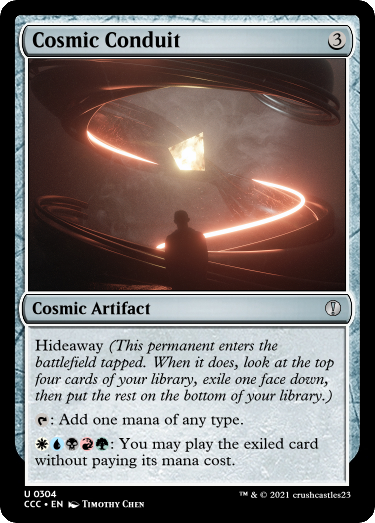 Cosmic Conduit 3
Cosmic Artifact
Hideaway (This permanent enters the
battlefield tapped. When it does, look at the top
four cards of your library, exile one face down,
then put the rest on the bottom of your library.)
: Add one mana of any type.
: You may play the exiled card
without paying its mana cost.
U 0304
CCC • EN Timothy Chen
™ & © 2021 crushcastles23